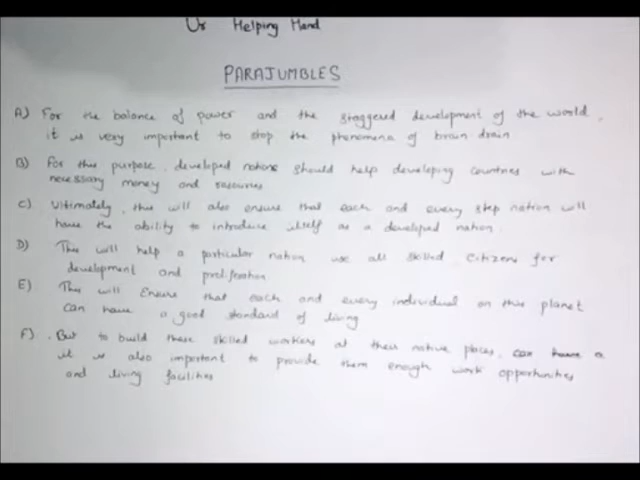 Ur Helping Hand
PARAJUMBLES
A) For the balance of power and the staggered development of the world,
it is very important to stop the phenomena of brain drain
B) For this purpose, developed nations should help developing countries with
necessary money and resources
C) Ultimately, this will also ensure that each and every step nation will
have the ability to introduce itself as a developed nation.
D) This will help a particular nation use all skilled citizens for
development and proliferation
E) This will Ensure that each and every individual on this planet
can have a good standard of living
F) But to build these skilled workers at their native places, can have a
it is also important to provide them enough work opportunities
and living facilities